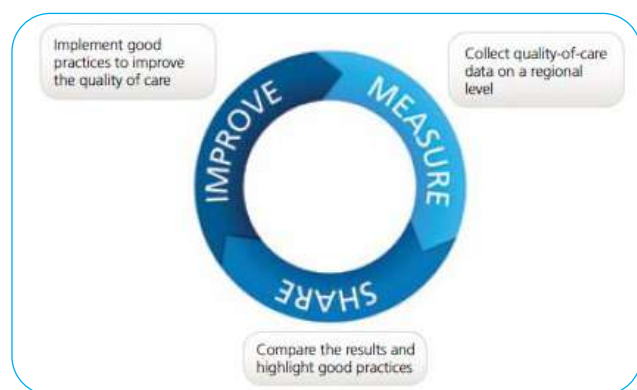 Implement good
practices to improve
the quality of care
Collect quality-of-care
data on a regional
level
IMPROVE
MEASURE
SHARE
Compare the results and
highlight good practices